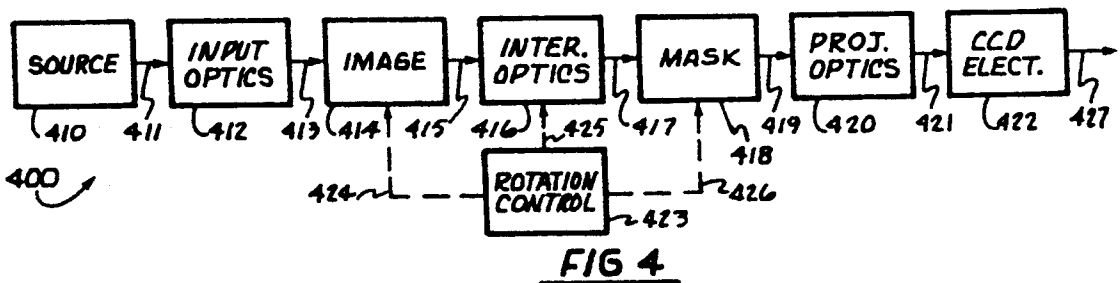 SOURCE
INPUT
OPTICS
IMAGE
INTER.
OPTICS
MASK
PROJ.
OPTICS
CCD
ELECT.
410
411
412
413
414
415
416
425
417
418
419
420
421
422
427
400
424
ROTATION
CONTROL
423
426
FIG 4